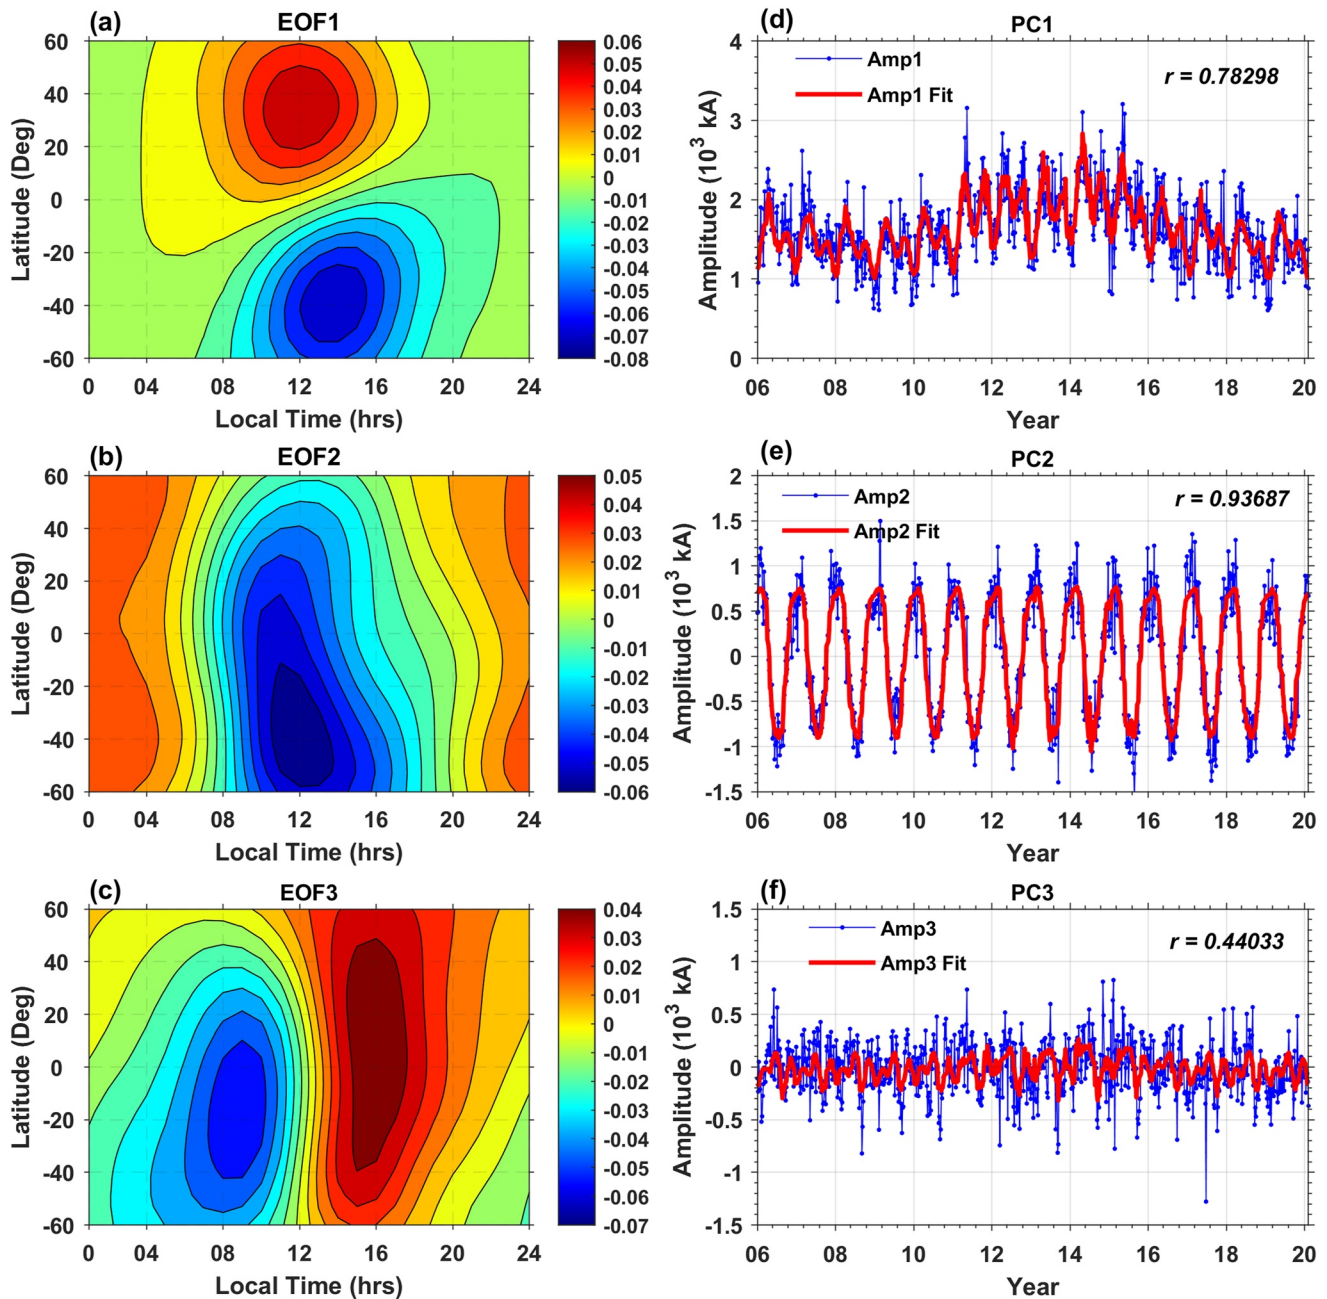 (a) EOF1
60
40
20
0
-20
-40
-60
Latitude (Deg)
0 04 08 12 16 20 24
Local Time (hrs)
0.06
0.05
0.04
0.03
0.02
0.01
0
-0.01
-0.02
-0.03
-0.04
-0.05
-0.06
-0.07
-0.08
(d) PC1
4
3
2
1
0
Amplitude (10³ kA)
Amp1
Amp1 Fit
r = 0.78298
06 08 10 12 14 16 18 20
Year
(b) EOF2
60
40
20
0
-20
-40
-60
Latitude (Deg)
0 04 08 12 16 20 24
Local Time (hrs)
0.05
0.04
0.03
0.02
0.01
0
-0.01
-0.02
-0.03
-0.04
-0.05
-0.06
(e) PC2
2
1.5
1
0.5
0
-0.5
-1
-1.5
Amplitude (10³ kA)
Amp2
Amp2 Fit
r = 0.93687
06 08 10 12 14 16 18 20
Year
(c) EOF3
60
40
20
0
-20
-40
-60
Latitude (Deg)
0 04 08 12 16 20 24
Local Time (hrs)
0.04
0.03
0.02
0.01
0
-0.01
-0.02
-0.03
-0.04
-0.05
-0.06
-0.07
(f) PC3
1.5
1
0.5
0
-0.5
-1
-1.5
Amplitude (10³ kA)
Amp3
Amp3 Fit
r = 0.44033
06 08 10 12 14 16 18 20
Year